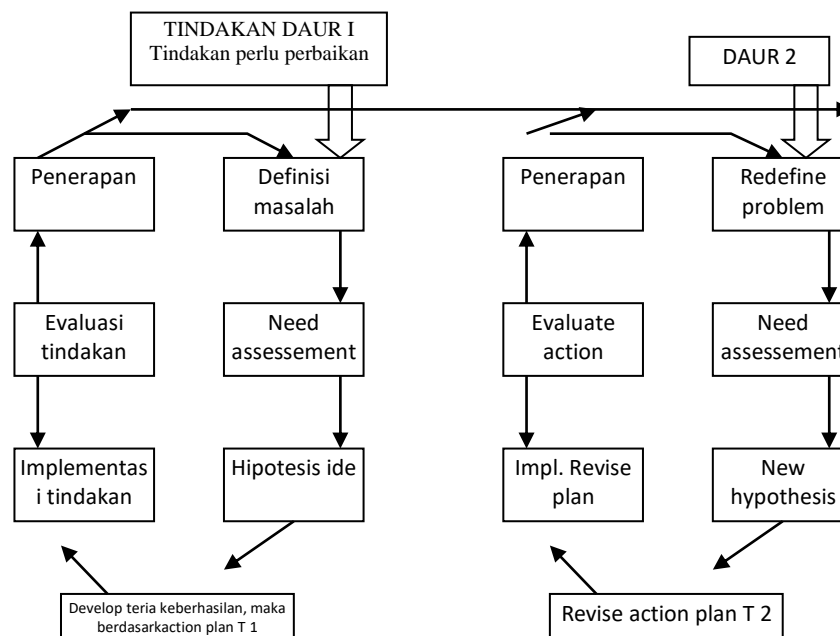 TINDAKAN DAUR I
Tindakan perlu perbaikan
DAUR 2
Penerapan
Definisi
masalah
Penerapan
Redefine
problem
Evaluasi
tindakan
Need
assessement
Evaluate
action
Need
assessement
Implementas
i tindakan
Hipotesis ide
Impl. Revise
plan
New
hypothesis
Develop teria keberhasilan, maka
berdasarkaction plan T 1
Revise action plan T 2